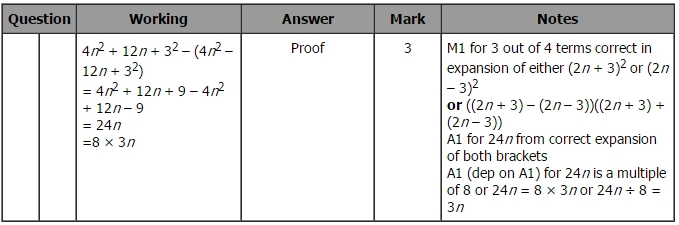 Question Working Answer Mark Notes
4n² + 12n + 3² – (4n² –
12n + 3²)
= 4n² + 12n + 9 – 4n²
+ 12n – 9
= 24n
=8 × 3n
Proof
3
M1 for 3 out of 4 terms correct in
expansion of either (2n + 3)² or (2n
– 3)²
or ((2n + 3) – (2n – 3))((2n + 3) +
(2n – 3))
A1 for 24n from correct expansion
of both brackets
A1 (dep on A1) for 24n is a multiple
of 8 or 24n = 8 × 3n or 24n ÷ 8 =
3n